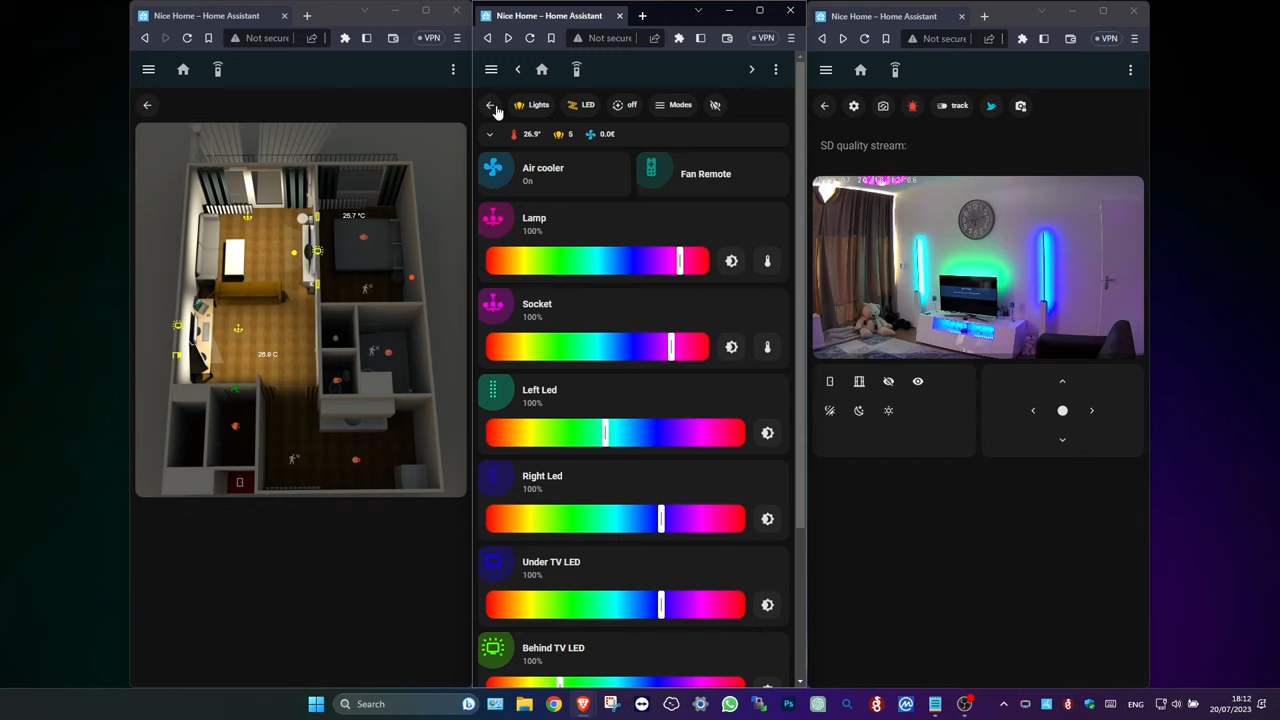 Nice Home – Home Assistant
Not secure
VPN
25.7 °C
26.9 C
Nice Home – Home Assistant
Not secure
VPN
Lights
LED
off
Modes
26.9°
5
0.0€
Air cooler
On
Fan Remote
Lamp
100%
Socket
100%
Left Led
100%
Right Led
100%
Under TV LED
100%
Behind TV LED
100%
Nice Home – Home Assistant
Not secure
VPN
track
SD quality stream:
Search
18:12
20/07/2023